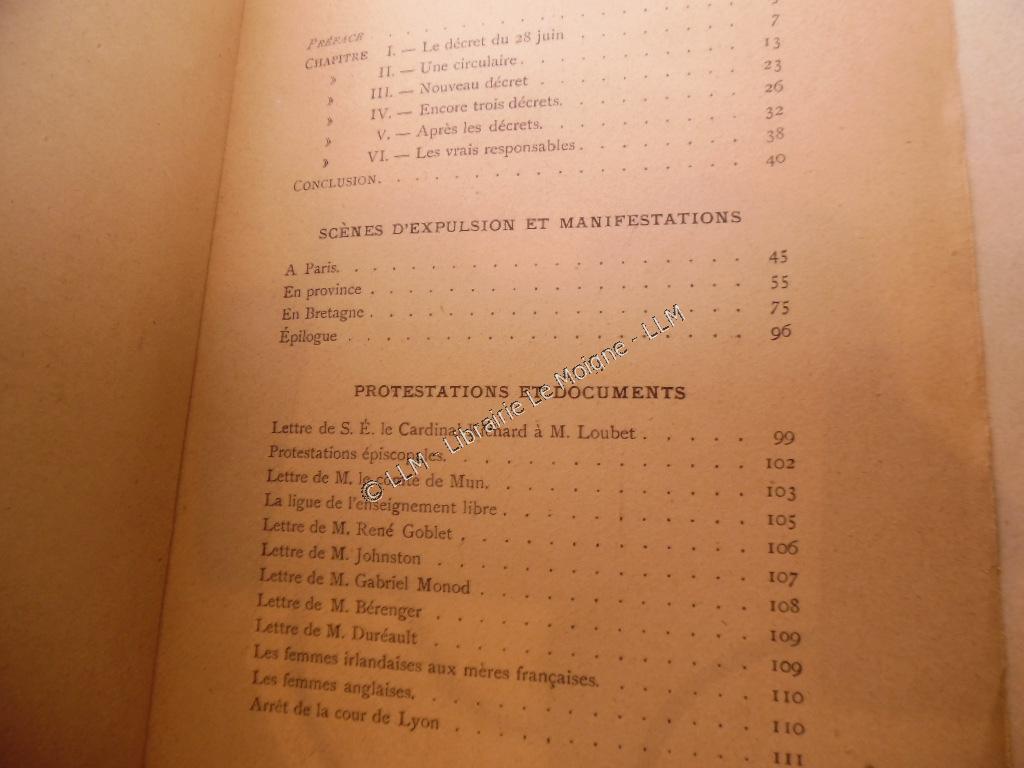 PRÉFACE . . . . . . . . . .
CHAPITRE I. — Le décret du 28 juin . . . . . . . 7
» II. — Une circulaire . . . . . . . . . 13
» III. — Nouveau décret . . . . . . . . 23
» IV. — Encore trois décrets. . . . . . . . 26
» V. — Après les décrets. . . . . . . . . 32
» VI. — Les vrais responsables . . . . . . . 38
CONCLUSION. . . . . . . . . . . . . . . 40
SCÈNES D'EXPULSION ET MANIFESTATIONS
A Paris. . . . . . . . . . . . . . . . 45
En province . . . . . . . . . . . . . . . 55
En Bretagne . . . . . . . . . . . . . . . 75
Épilogue . . . . . . . . . . . . . . . . 96
PROTESTATIONS ET DOCUMENTS
Lettre de S. É. le Cardinal Richard à M. Loubet . . . . . 99
Protestations épiscopales. . . . . . . . . . . . 102
Lettre de M. le comte de Mun. . . . . . . . . . 103
La ligue de l'enseignement libre . . . . . . . . . . 105
Lettre de M. René Goblet . . . . . . . . . . . 106
Lettre de M. Johnston . . . . . . . . . . . . 107
Lettre de M. Gabriel Monod . . . . . . . . . . 108
Lettre de M. Bérenger . . . . . . . . . . . . 109
Lettre de M. Duréault . . . . . . . . . . . . 109
Les femmes irlandaises aux mères françaises. . . . . . 110
Les femmes anglaises. . . . . . . . . . . . . 110
Arrêt de la cour de Lyon . . . . . . . . . . . 111
© LLM - Librairie Le Moigne - LLM